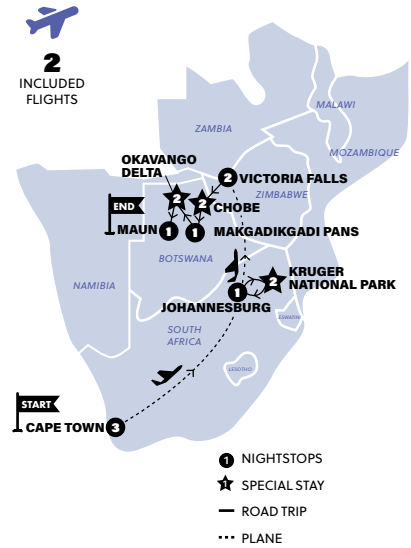 2
INCLUDED
FLIGHTS
MALAWI
ZAMBIA
MOZAMBIQUE
OKAVANGO
DELTA
2 VICTORIA FALLS
ZIMBABWE
2
2 CHOBE
END
MAUN 1
1 MAKGADIKGADI PANS
BOTSWANA
KRUGER
NATIONAL PARK
2
NAMIBIA
1
JOHANNESBURG
ESWATINI
SOUTH
AFRICA
LESOTHO
START
CAPE TOWN 3
1 NIGHTSTOPS
1 SPECIAL STAY
ROAD TRIP
PLANE